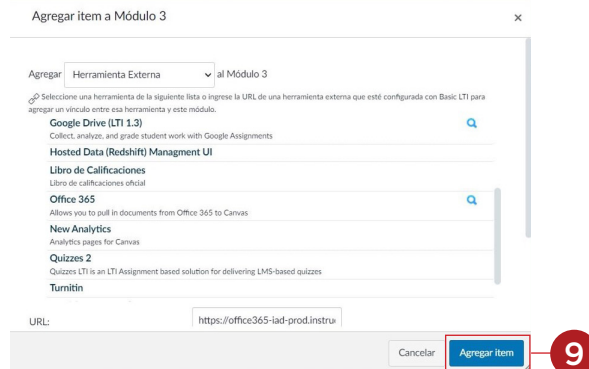 Agregar item a Módulo 3
×
Agregar Herramienta Externa al Módulo 3
Seleccione una herramienta de la siguiente lista o ingrese la URL de una herramienta externa que esté configurada con Basic LTI para
agregar un vínculo entre esa herramienta y este módulo.
Google Drive (LTI 1.3)
Collect, analyze, and grade student work with Google Assignments
Hosted Data (Redshift) Managment UI
Libro de Calificaciones
Libro de calificaciones oficial
Office 365
Allows you to pull in documents from Office 365 to Canvas
New Analytics
Analytics pages for Canvas
Quizzes 2
Quizzes LTI is an LTI Assignment based solution for delivering LMS-based quizzes
Turnitin
URL: https://office365-iad-prod.instru
Cancelar Agregar item 9